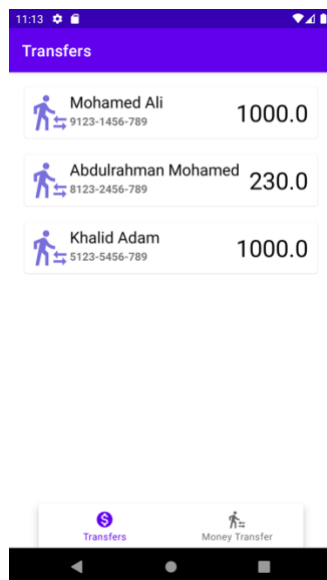 11:13
Transfers
Mohamed Ali
9123-1456-789
1000.0
Abdulrahman Mohamed
8123-2456-789
230.0
Khalid Adam
5123-5456-789
1000.0
Transfers
Money Transfer